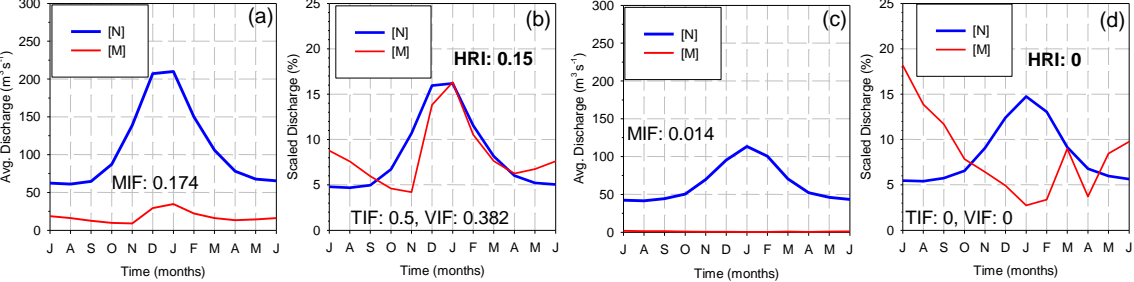 (a)
[N]
[M]
MIF: 0.174
Avg. Discharge (m³ s⁻¹)
300
250
200
150
100
50
0
J A S O N D J F M A M J
Time (months)
(b)
[N]
[M]
HRI: 0.15
TIF: 0.5, VIF: 0.382
Scaled Discharge (%)
25
20
15
10
5
0
J A S O N D J F M A M J
Time (months)
(c)
[N]
[M]
MIF: 0.014
Avg. Discharge (m³ s⁻¹)
300
250
200
150
100
50
0
J A S O N D J F M A M J
Time (months)
(d)
[N]
[M]
HRI: 0
TIF: 0, VIF: 0
Scaled Discharge (%)
25
20
15
10
5
0
J A S O N D J F M A M J
Time (months)